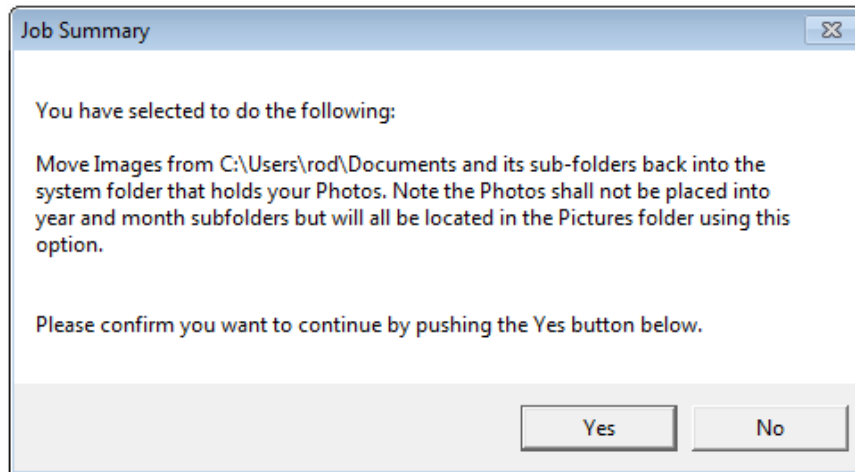 Job Summary
You have selected to do the following:
Move Images from C:\Users\rod\Documents and its sub-folders back into the
system folder that holds your Photos. Note the Photos shall not be placed into
year and month subfolders but will all be located in the Pictures folder using this
option.
Please confirm you want to continue by pushing the Yes button below.
Yes
No